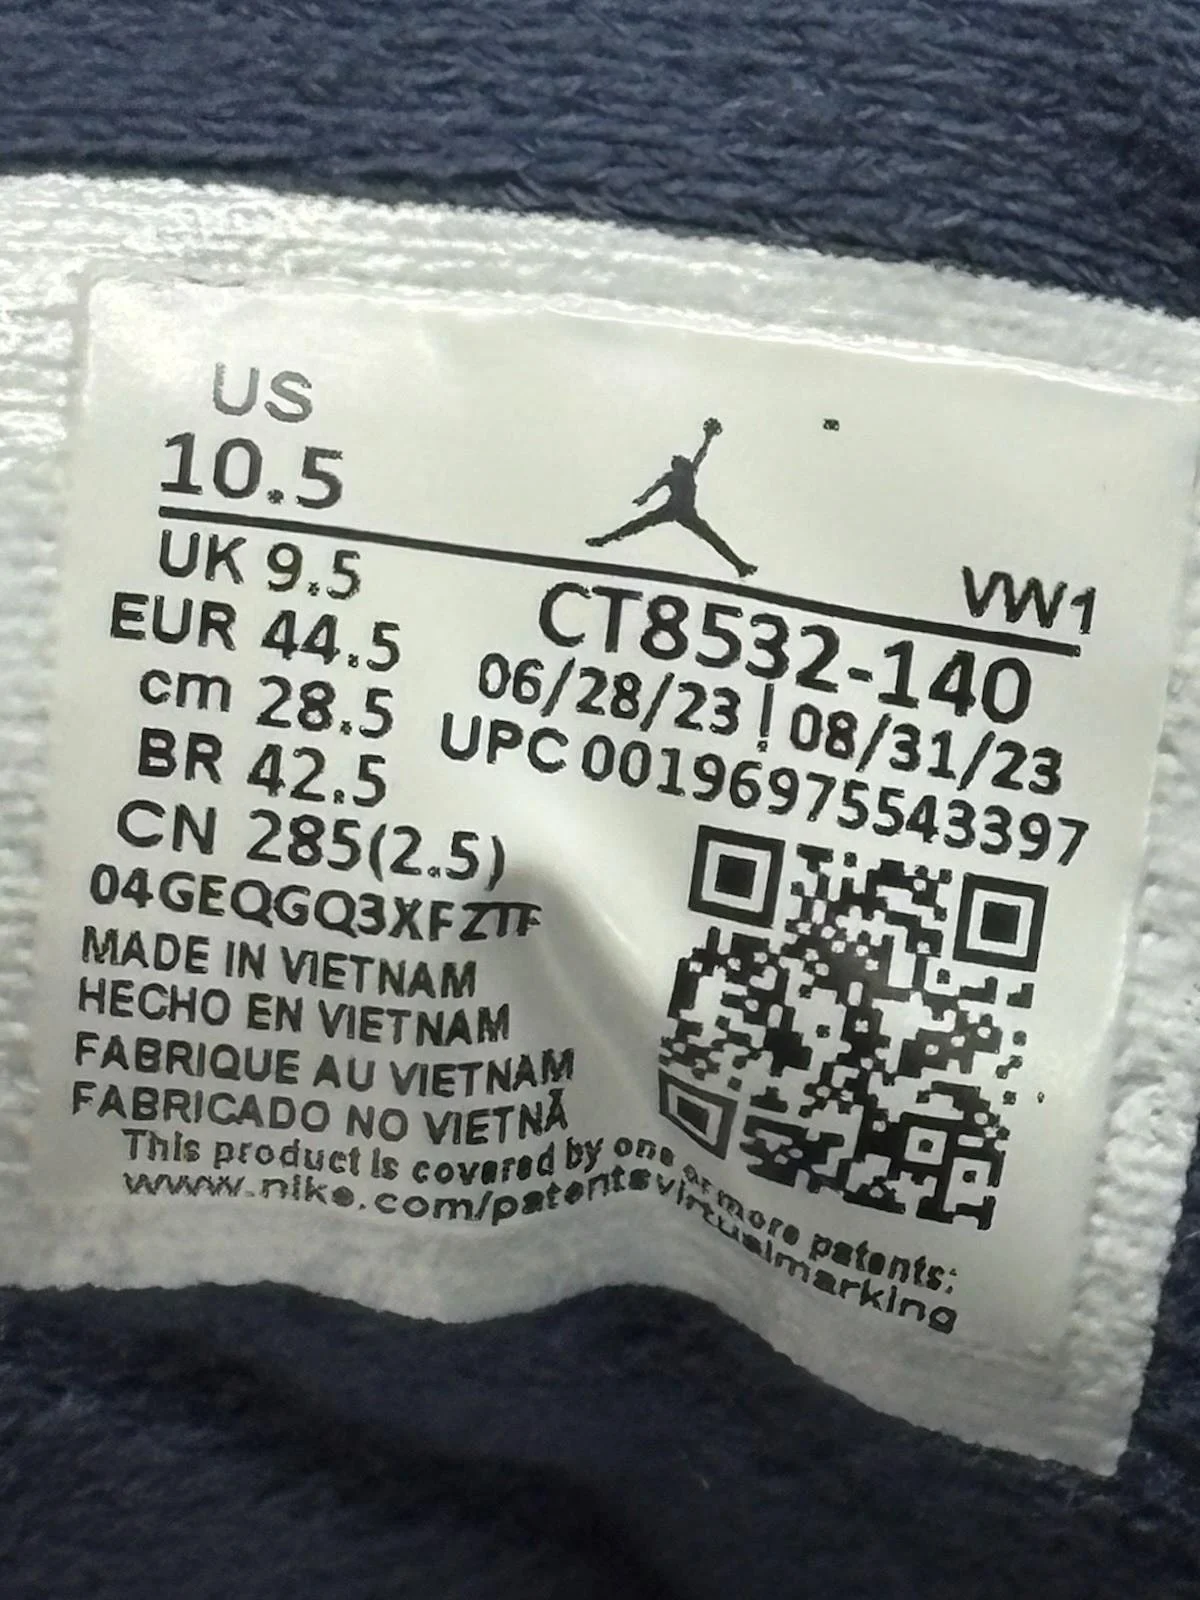 US
10.5
VW1
UK 9.5
EUR 44.5
cm 28.5
BR 42.5
CN 285(2.5)
CT8532-140
06/28/23 | 08/31/23
UPC 00196975543397
04GEQGQ3XFZTF
MADE IN VIETNAM
HECHO EN VIETNAM
FABRIQUE AU VIETNAM
FABRICADO NO VIETNÃ
This product is covered by one or more patents:
www.nike.com/patentsvirtualmarking